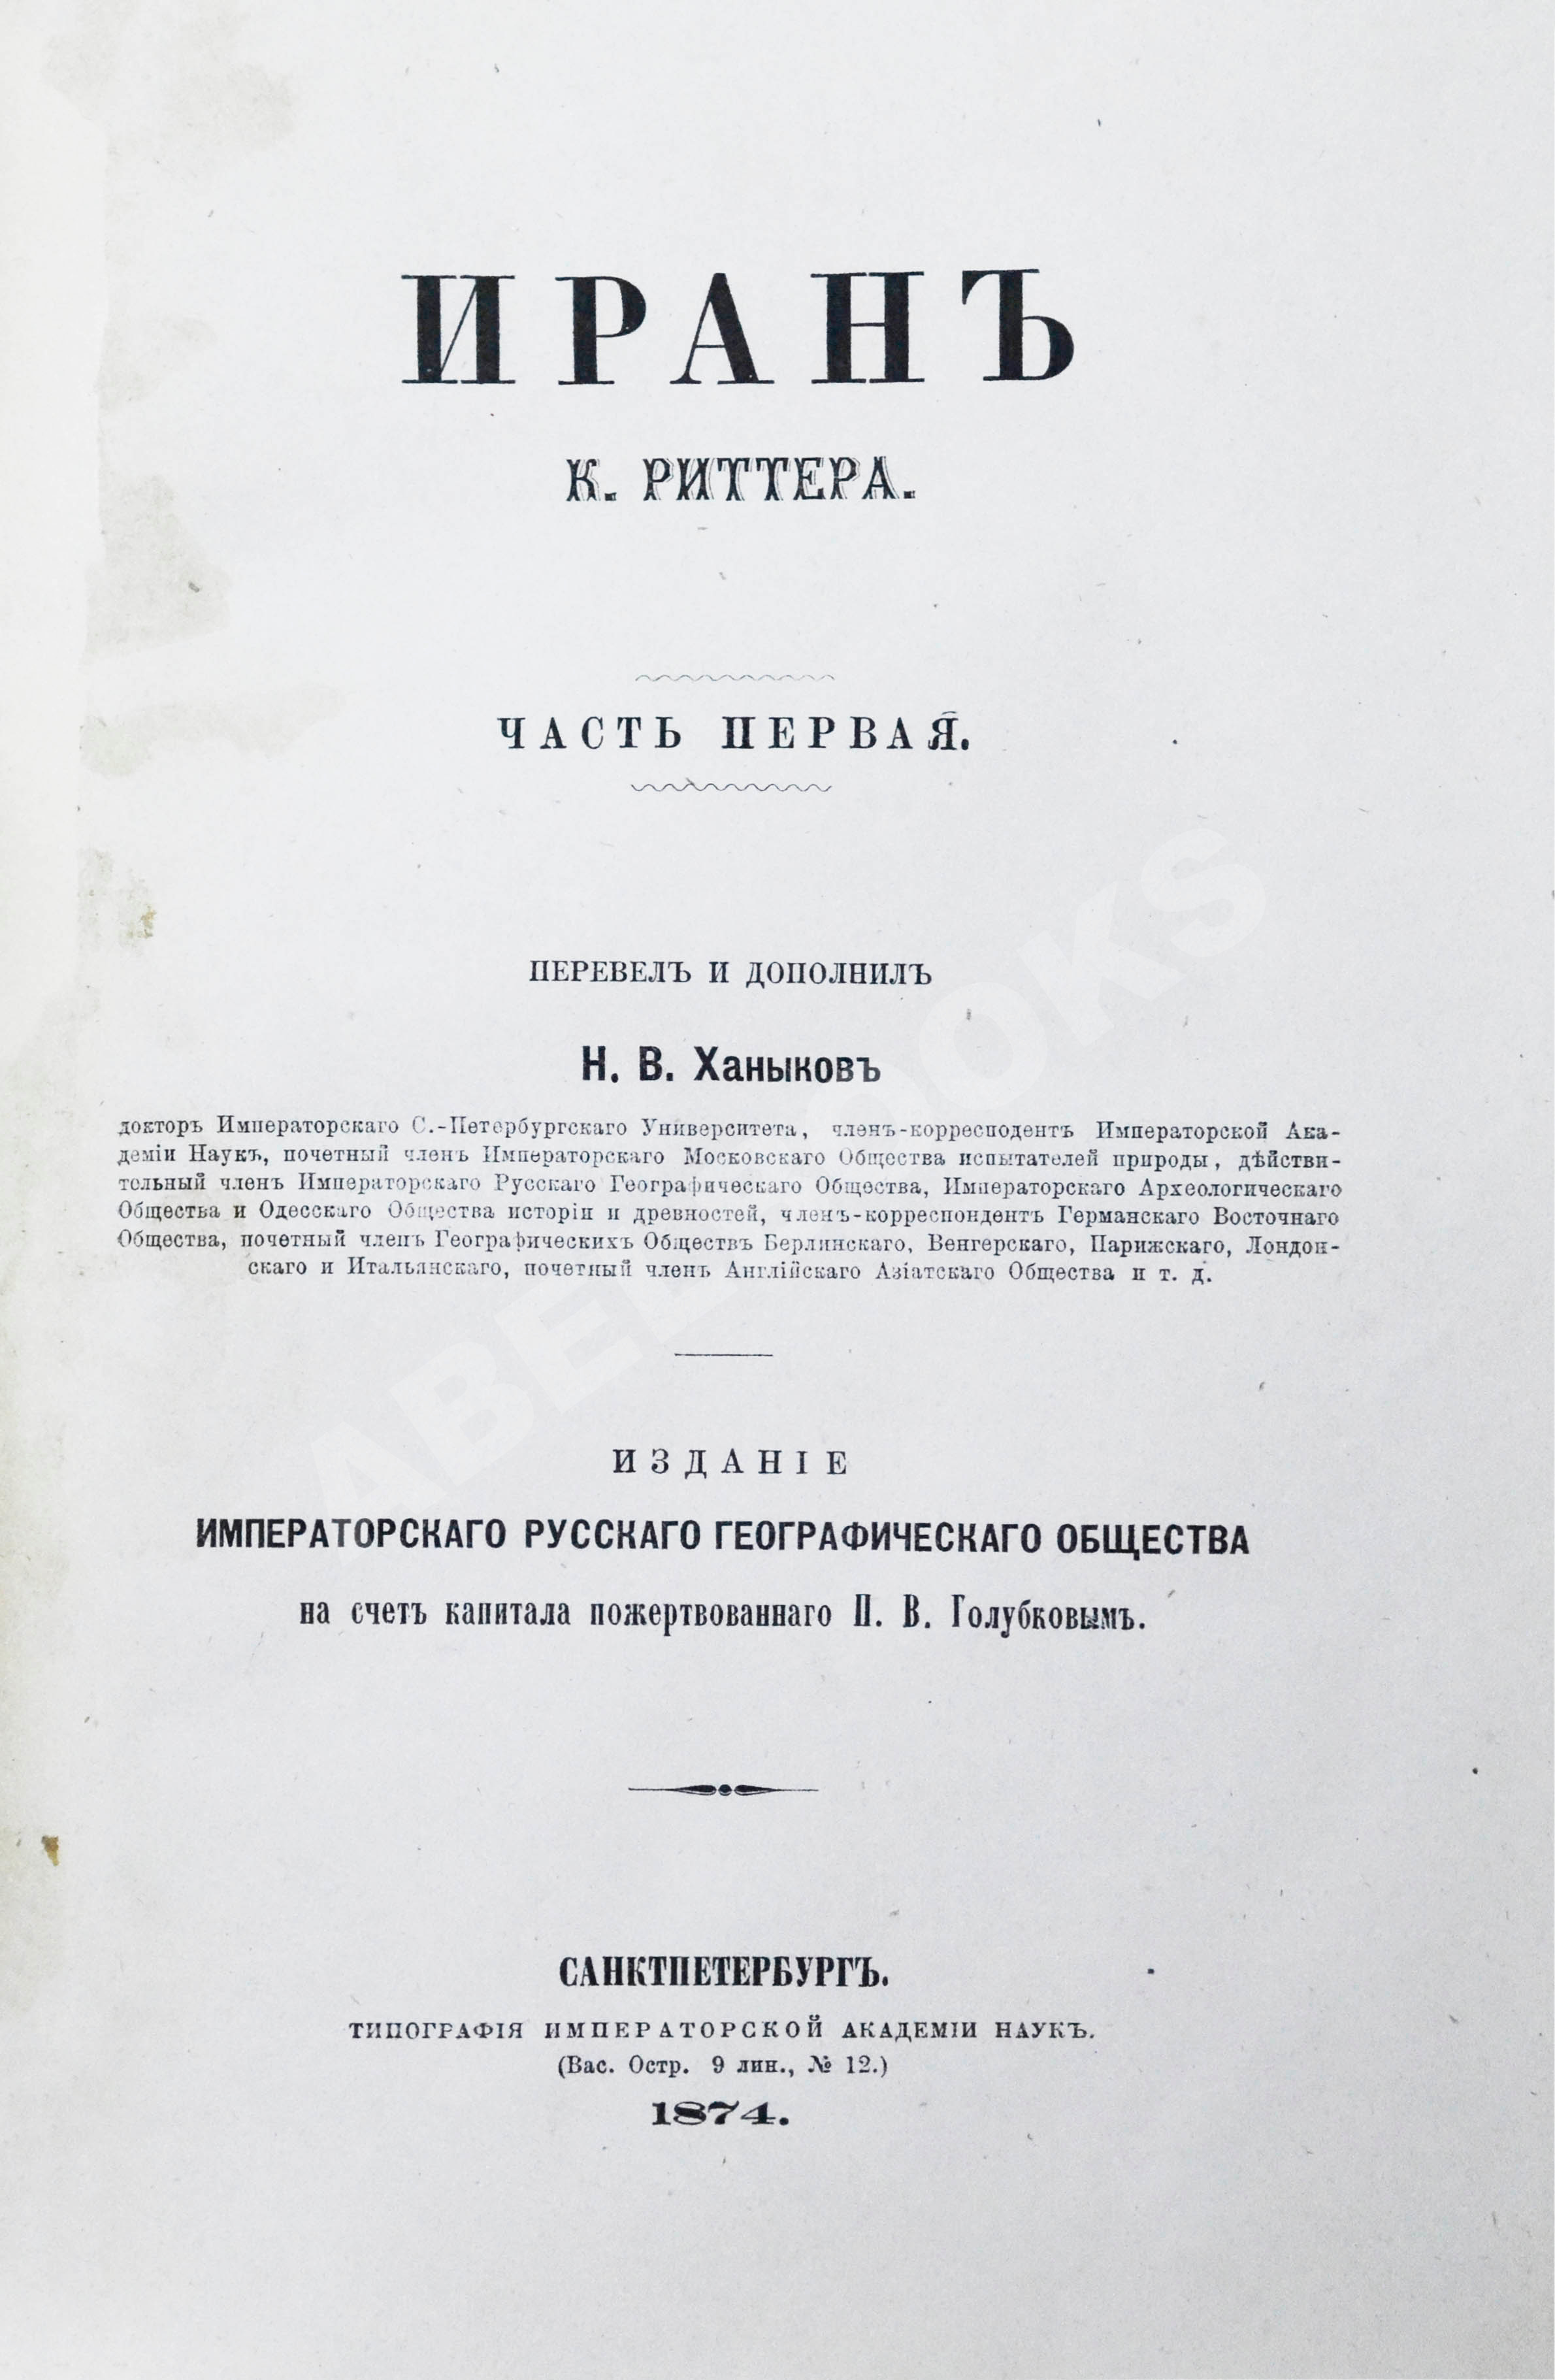 ИРАНЪ
К. РИТТЕРА.
ЧАСТЬ ПЕРВАЯ.
ПЕРЕВЕЛЪ И ДОПОЛНИЛЪ
Н. В. Ханыковъ
докторъ Императорскаго С.-Петербургскаго Университета, членъ-корресподентъ Императорской Ака-
деміи Наукъ, почетный членъ Императорскаго Московскаго Общества испытателей природы, дѣйстви-
тельный членъ Императорскаго Русскаго Географическаго Общества, Императорскаго Археологическаго
Общества и Одесскаго Общества исторіи и древностей, членъ-корреспондентъ Германскаго Восточнаго
Общества, почетный членъ Географическихъ Обществъ Берлинскаго, Венгерскаго, Парижскаго, Лондон-
скаго и Итальянскаго, почетный членъ Англійскаго Азіатскаго Общества и т. д.
ИЗДАНІЕ
ИМПЕРАТОРСКАГО РУССКАГО ГЕОГРАФИЧЕСКАГО ОБЩЕСТВА
на счетъ капитала пожертвованнаго П. В. Голубковымъ.
САНКТПЕТЕРБУРГЪ.
ТИПОГРАФІЯ ИМПЕРАТОРСКОЙ АКАДЕМІИ НАУКЪ.
(Вас. Остр. 9 лин., № 12.)
1874.
ABELBOOKS